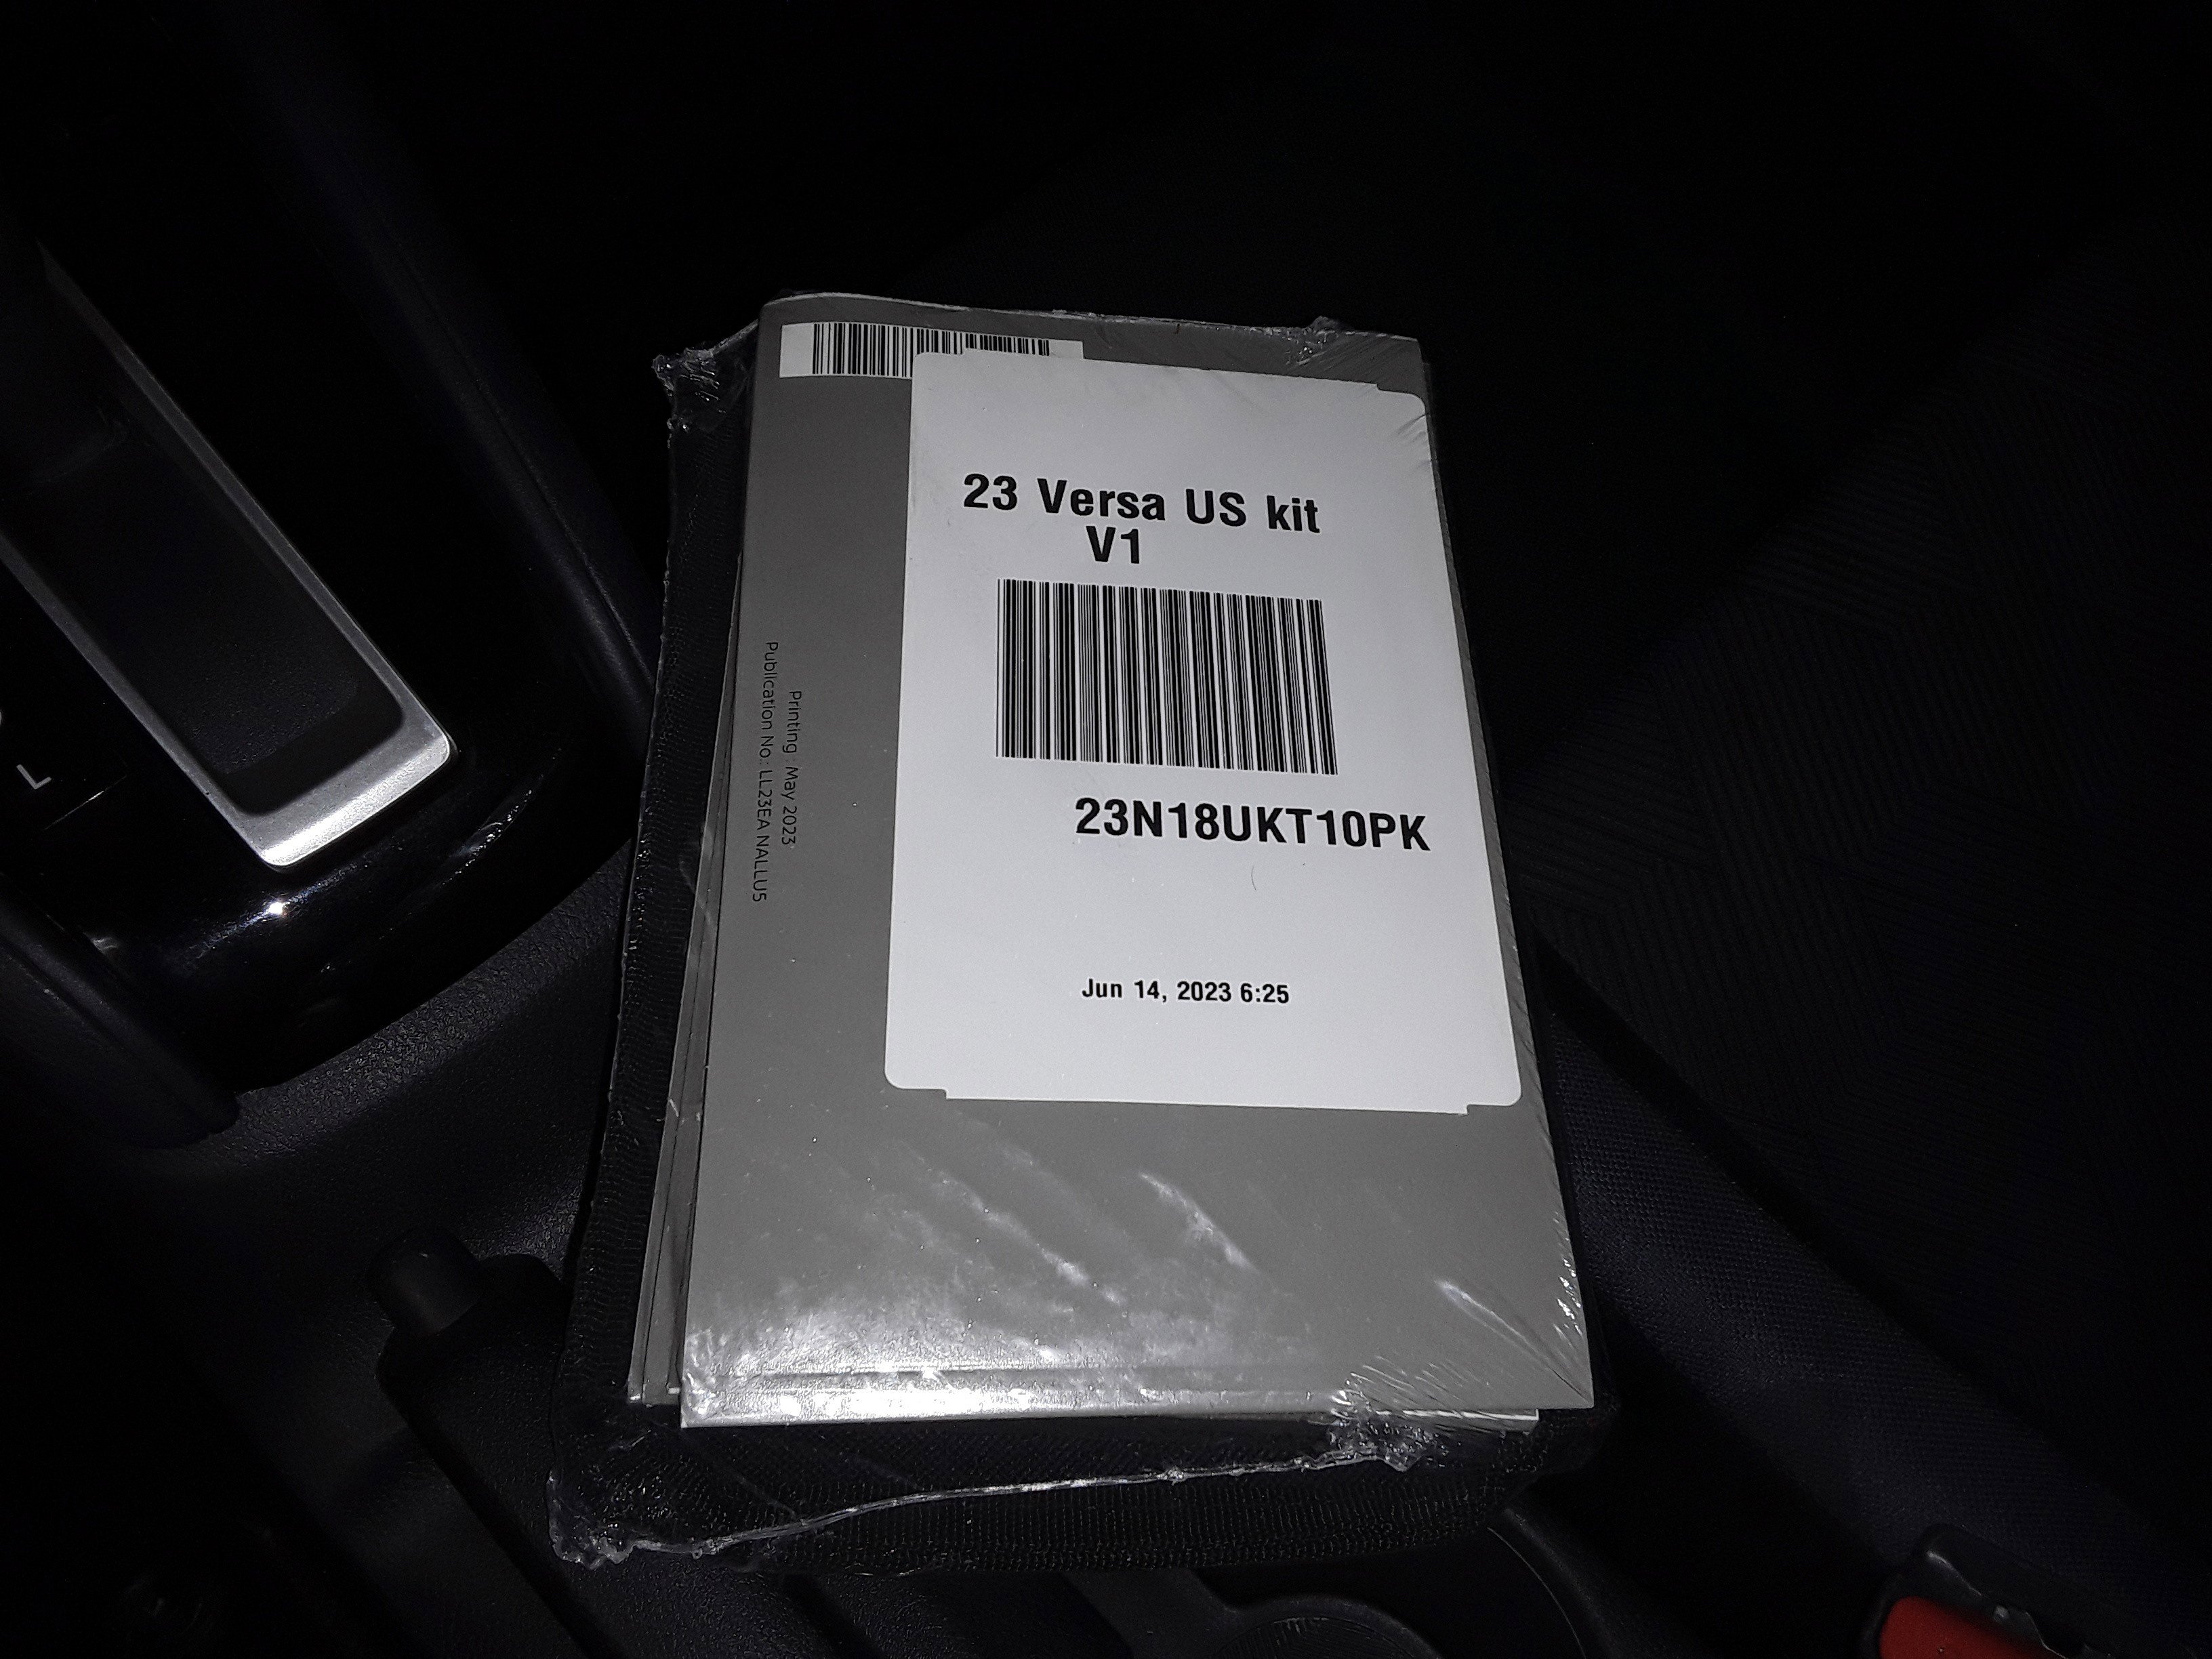 23 Versa US kit
V1
23N18UKT10PK
Jun 14, 2023 6:25
Printing : May 2023
Publication No.: LL23EA NALLU5
L